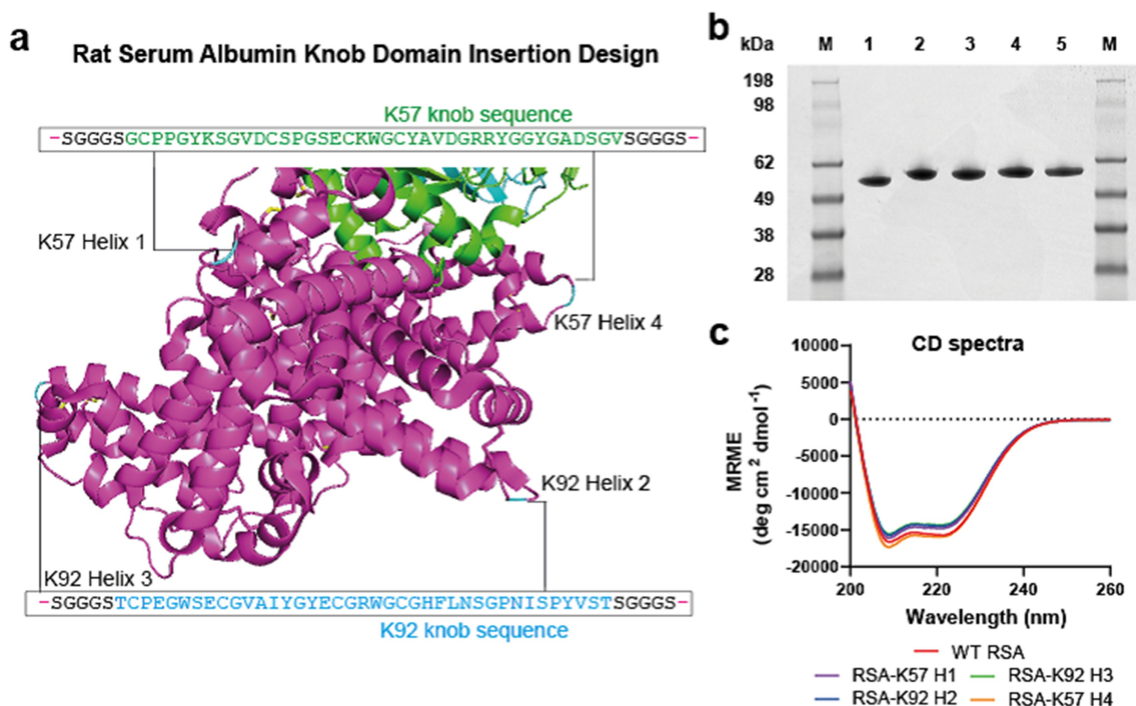 a
Rat Serum Albumin Knob Domain Insertion Design
K57 knob sequence
-SGGGSGCPPGYKSGVDCSPGSECKWGCYAVDGRRYGGYGADSGVSGGGS-
K57 Helix 1
K57 Helix 4
K92 Helix 2
K92 Helix 3
-SGGGSTCPEGWSECGVAIYGYECGRWGCGHFLNSGPNISPYVSTSGGGS-
K92 knob sequence
b
kDa M 1 2 3 4 5 M
198
98
62
49
38
28
c
CD spectra
10000
5000
0
-5000
-10000
-15000
-20000
MRME
(deg cm² dmol⁻¹)
200 220 240 260
Wavelength (nm)
WT RSA
RSA-K57 H1 RSA-K92 H3
RSA-K92 H2 RSA-K57 H4